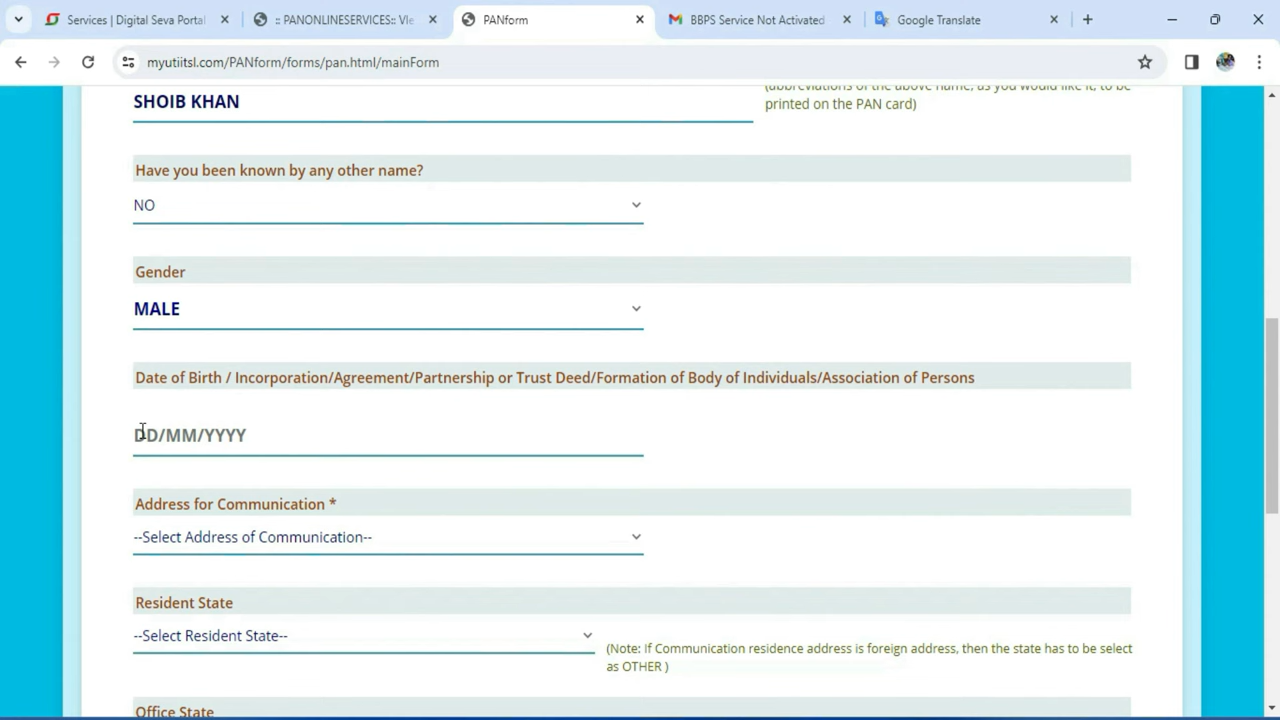 Services | Digital Seva Portal
:: PANONLINESERVICES:: VIe
PANform
BBPS Service Not Activated
Google Translate
myutiitsl.com/PANform/forms/pan.html/mainForm
(abbreviations of the above name, as you would like it, to be
SHOIB KHAN
printed on the PAN card)
Have you been known by any other name?
NO
Gender
MALE
Date of Birth / Incorporation/Agreement/Partnership or Trust Deed/Formation of Body of Individuals/Association of Persons
DD/MM/YYYY
Address for Communication *
--Select Address of Communication--
Resident State
--Select Resident State--
(Note: If Communication residence address is foreign address, then the state has to be select
as OTHER )
Office State